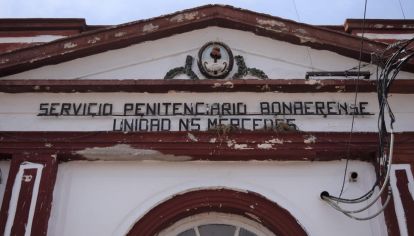 SERVICIO PENITENCIARIO BONAERENSE
UNIDAD N5 MERCEDES